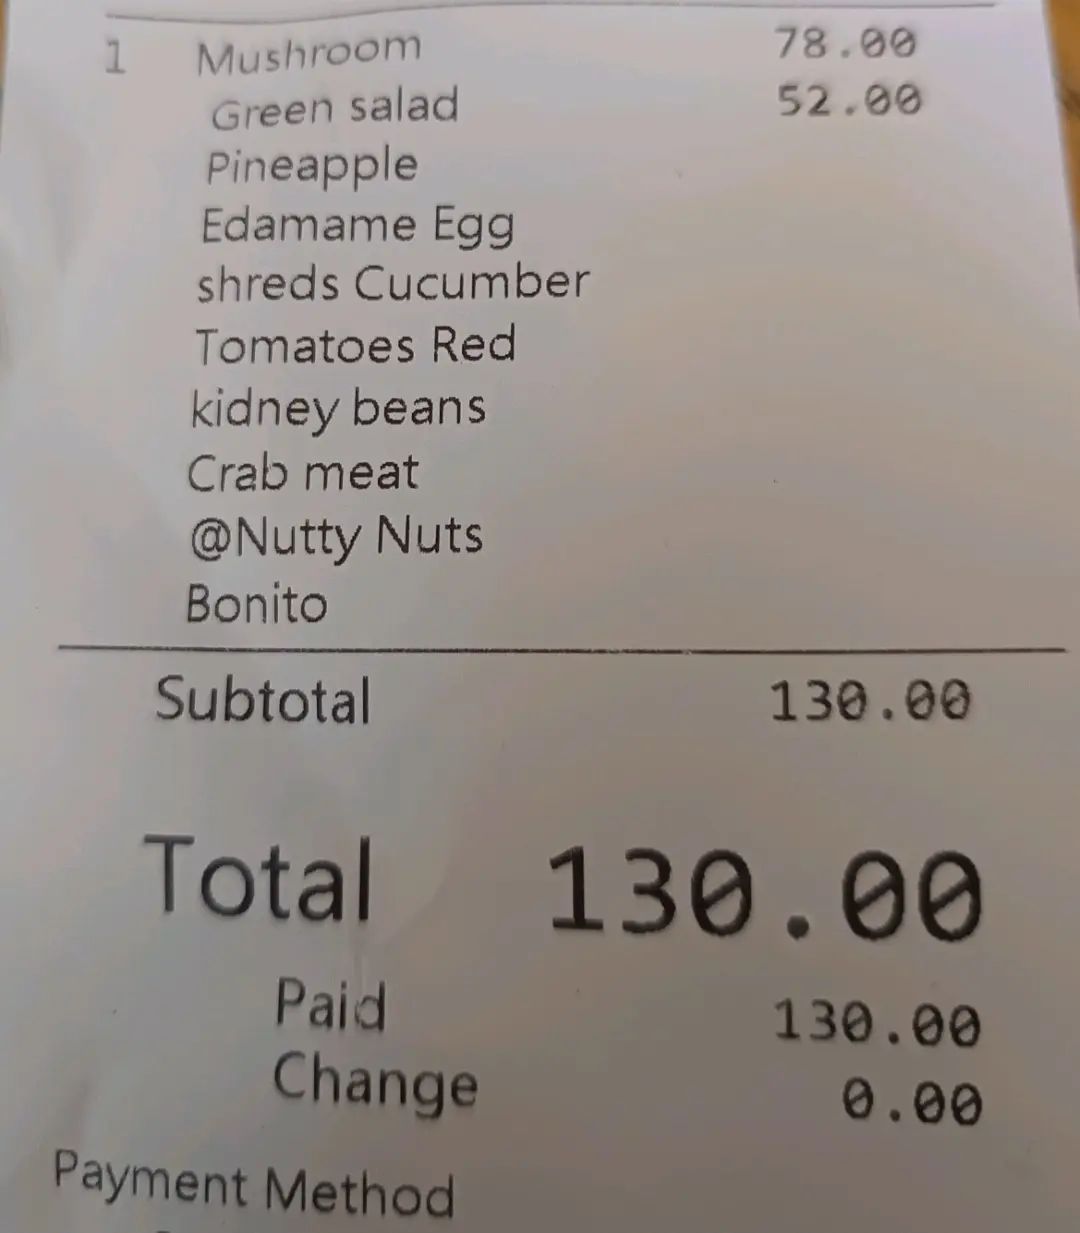 1 Mushroom 78.00
Green salad 52.00
Pineapple
Edamame Egg
shreds Cucumber
Tomatoes Red
kidney beans
Crab meat
@Nutty Nuts
Bonito
Subtotal 130.00
Total 130.00
Paid 130.00
Change 0.00
Payment Method